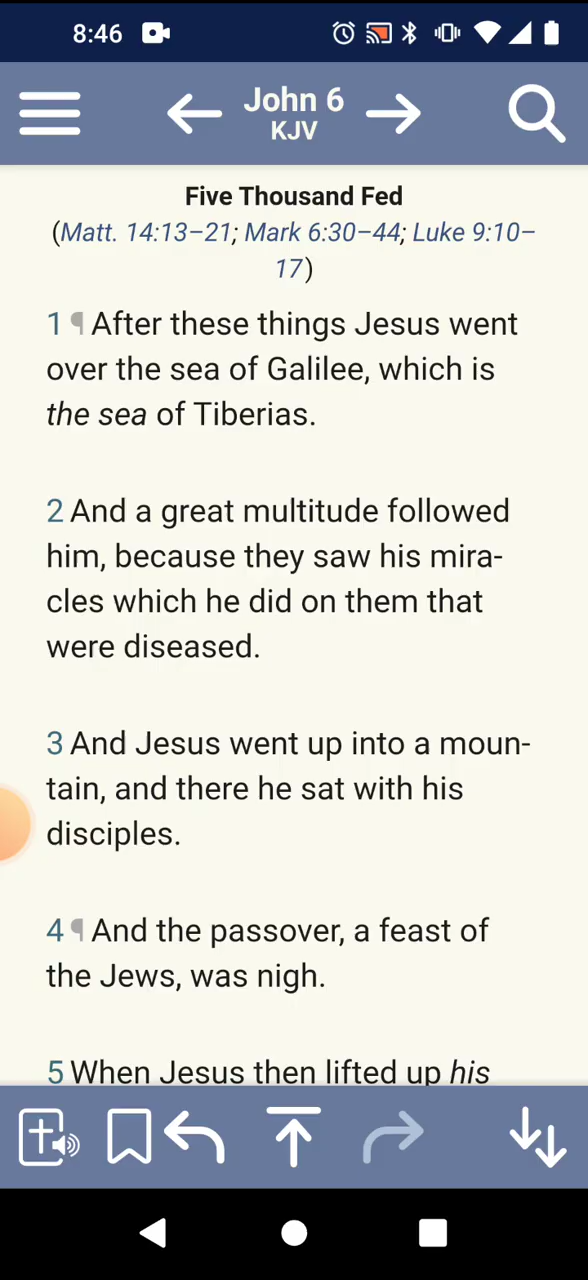 8:46
John 6
KJV
Five Thousand Fed
(Matt. 14:13–21; Mark 6:30–44; Luke 9:10–
17)
1 ¶ After these things Jesus went
over the sea of Galilee, which is
the sea of Tiberias.
2 And a great multitude followed
him, because they saw his mira-
cles which he did on them that
were diseased.
3 And Jesus went up into a moun-
tain, and there he sat with his
disciples.
4 ¶ And the passover, a feast of
the Jews, was nigh.
5 When Jesus then lifted up his